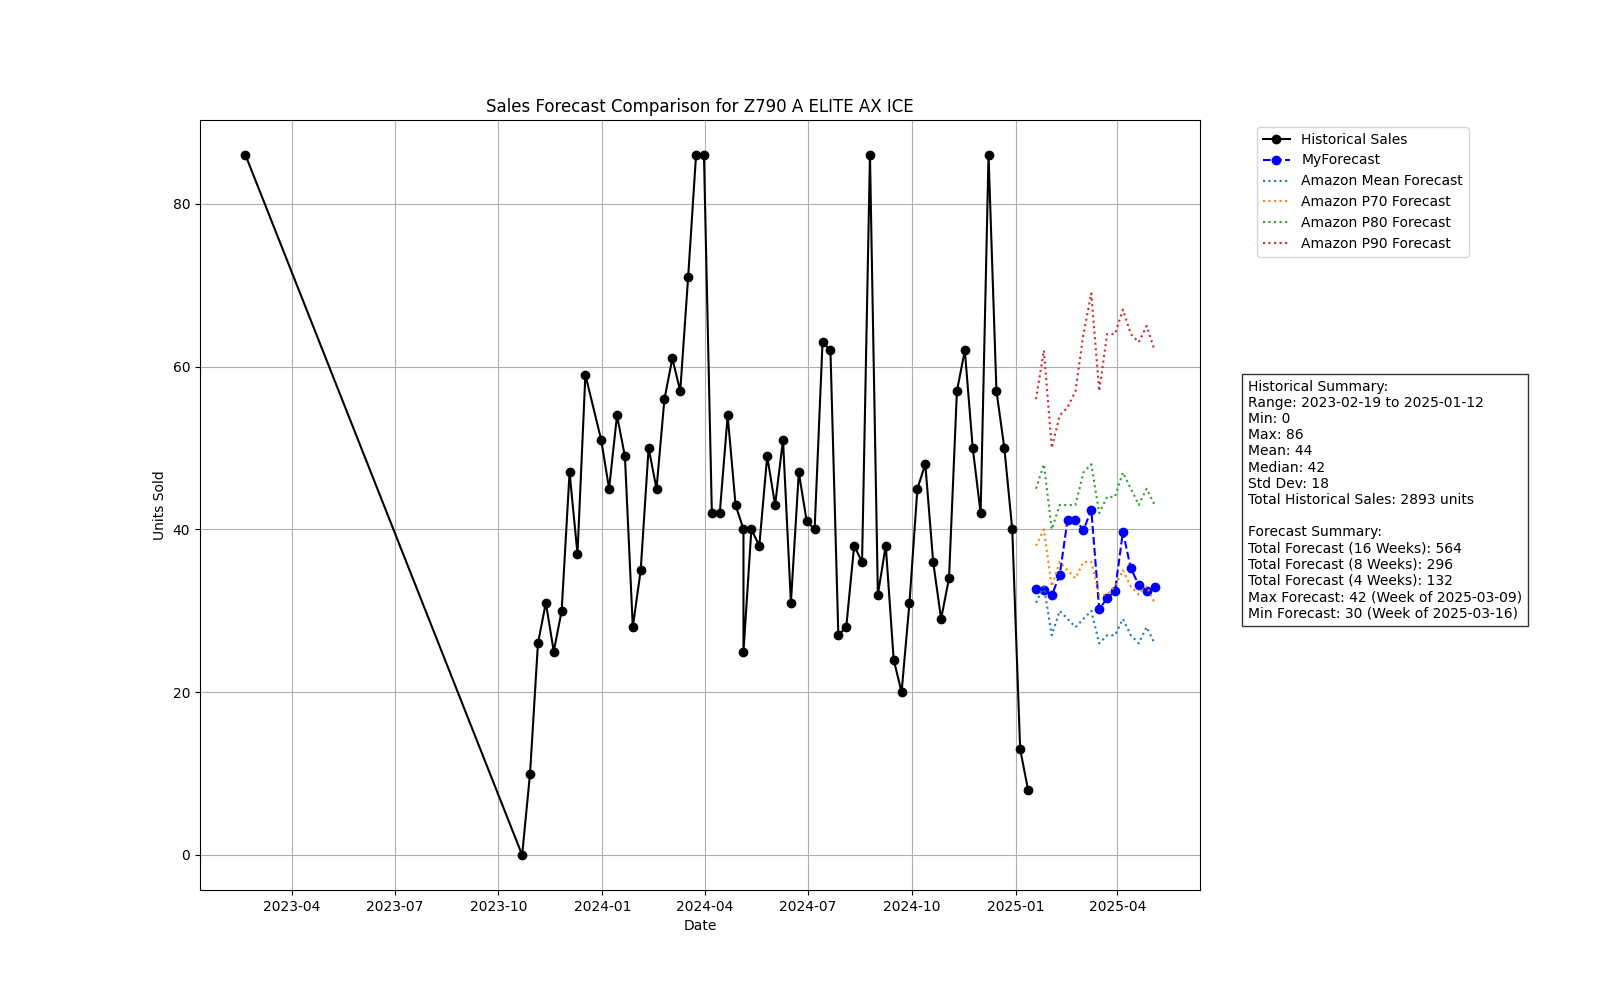 Sales Forecast Comparison for Z790 A ELITE AX ICE
Historical Sales
MyForecast
Amazon Mean Forecast
Amazon P70 Forecast
Amazon P80 Forecast
Amazon P90 Forecast
80
60
40
20
0
Units Sold
Historical Summary:
Range: 2023-02-19 to 2025-01-12
Min: 0
Max: 86
Mean: 44
Median: 42
Std Dev: 18
Total Historical Sales: 2893 units
Forecast Summary:
Total Forecast (16 Weeks): 564
Total Forecast (8 Weeks): 296
Total Forecast (4 Weeks): 132
Max Forecast: 42 (Week of 2025-03-09)
Min Forecast: 30 (Week of 2025-03-16)
2023-04 2023-07 2023-10 2024-01 2024-04 2024-07 2024-10 2025-01 2025-04
Date